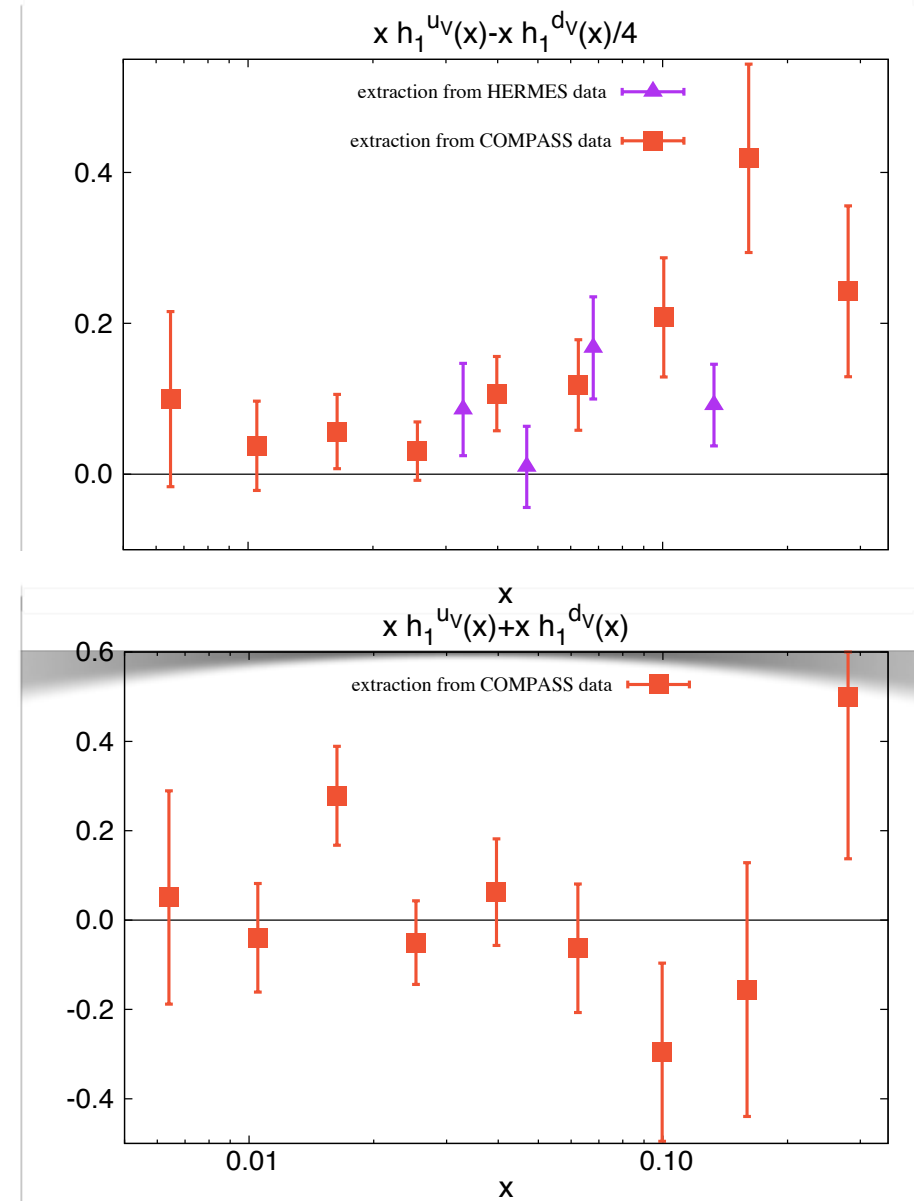 x h₁ᵘⱽ(x)-x h₁ᵈⱽ(x)/4
extraction from HERMES data
extraction from COMPASS data
0.4
0.2
0.0
x
x h₁ᵘⱽ(x)+x h₁ᵈⱽ(x)
0.6
extraction from COMPASS data
0.4
0.2
0.0
-0.2
-0.4
0.01 0.10
x